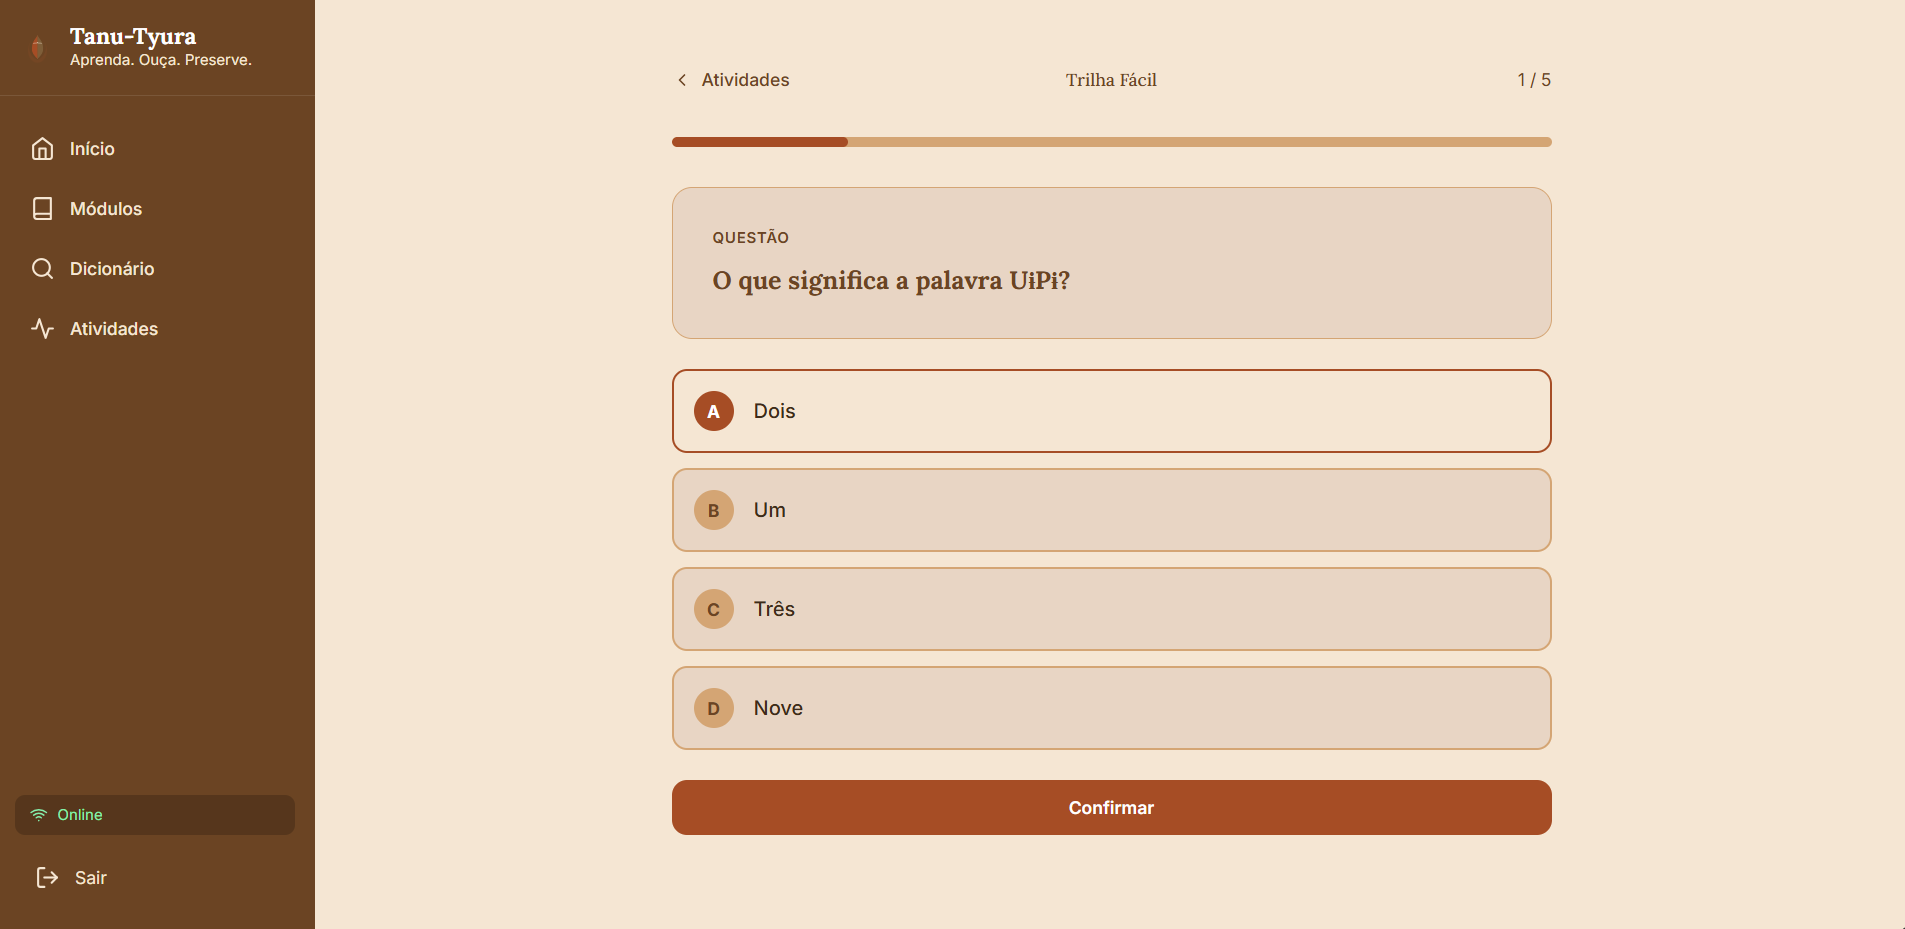 Tanu-Tyura
Aprenda. Ouça. Preserve.
Início
Módulos
Dicionário
Atividades
Online
Sair
Atividades
Trilha Fácil
1 / 5
QUESTÃO
O que significa a palavra UɨPɨ?
A Dois
B Um
C Três
D Nove
Confirmar